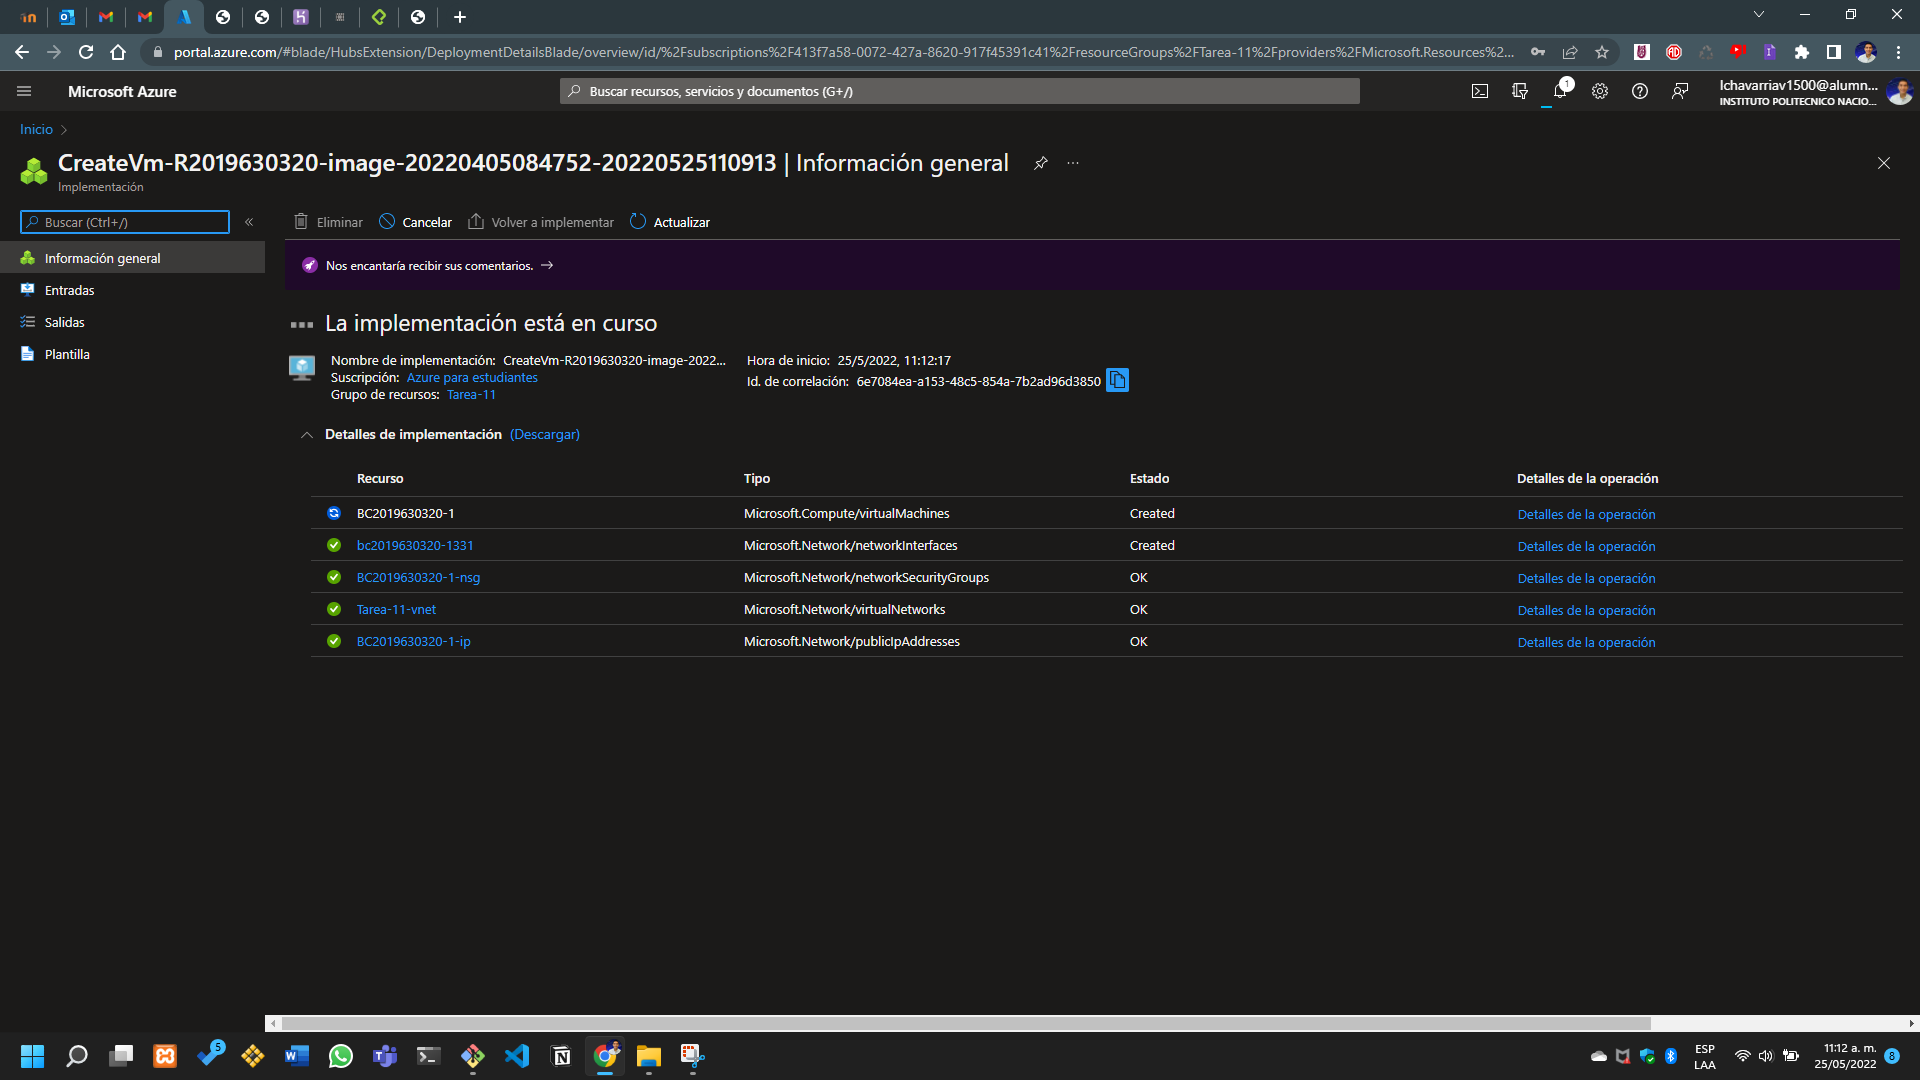 portal.azure.com/#blade/HubsExtension/DeploymentDetailsBlade/overview/id/%2Fsubscriptions%2F413f7a58-0072-427a-8620-917f45391c41%2FresourceGroups%2FTarea-11%2Fproviders%2FMicrosoft.Resources%2...
Microsoft Azure
Buscar recursos, servicios y documentos (G+/)
1
lchavarriav1500@alumn...
INSTITUTO POLITECNICO NACIO...
Inicio
CreateVm-R2019630320-image-20220405084752-20220525110913 | Información general
Implementación
Buscar (Ctrl+/)
Eliminar
Cancelar
Volver a implementar
Actualizar
Información general
Entradas
Salidas
Plantilla
Nos encantaría recibir sus comentarios.
La implementación está en curso
Nombre de implementación: CreateVm-R2019630320-image-2022...
Suscripción: Azure para estudiantes
Grupo de recursos: Tarea-11
Hora de inicio: 25/5/2022, 11:12:17
Id. de correlación: 6e7084ea-a153-48c5-854a-7b2ad96d3850
Detalles de implementación (Descargar)
Recurso Tipo Estado Detalles de la operación
BC2019630320-1 Microsoft.Compute/virtualMachines Created Detalles de la operación
bc2019630320-1331 Microsoft.Network/networkInterfaces Created Detalles de la operación
BC2019630320-1-nsg Microsoft.Network/networkSecurityGroups OK Detalles de la operación
Tarea-11-vnet Microsoft.Network/virtualNetworks OK Detalles de la operación
BC2019630320-1-ip Microsoft.Network/publicIpAddresses OK Detalles de la operación
5
ESP
LAA
11:12 a. m.
25/05/2022
8